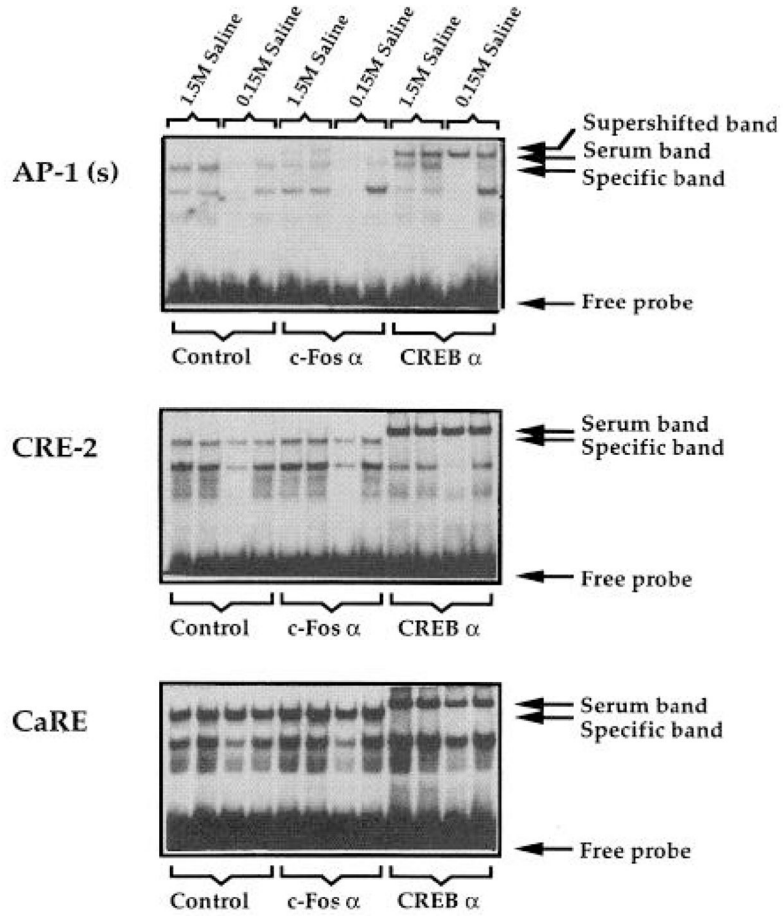 1.5M Saline 0.15M Saline 1.5M Saline 0.15M Saline 1.5M Saline 0.15M Saline
AP-1 (s)
Supershifted band
Serum band
Specific band
Free probe
Control c-Fos α CREB α
CRE-2
Serum band
Specific band
Free probe
Control c-Fos α CREB α
CaRE
Serum band
Specific band
Free probe
Control c-Fos α CREB α